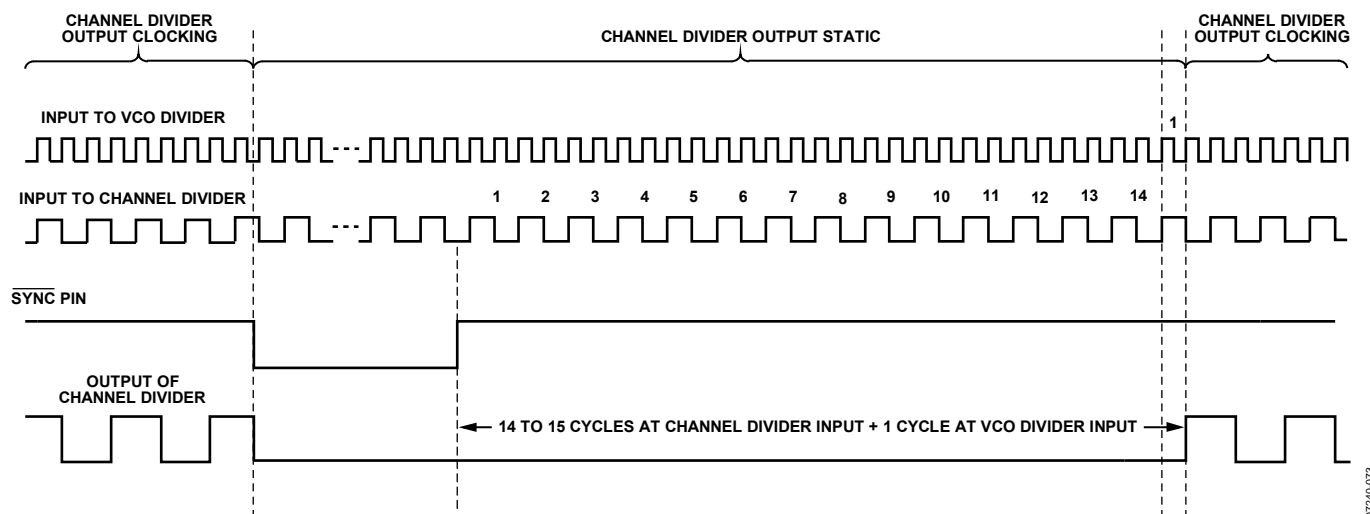 CHANNEL DIVIDER
OUTPUT CLOCKING
CHANNEL DIVIDER OUTPUT STATIC
CHANNEL DIVIDER
OUTPUT CLOCKING
INPUT TO VCO DIVIDER
1
INPUT TO CHANNEL DIVIDER
1 2 3 4 5 6 7 8 9 10 11 12 13 14
SYNC PIN
OUTPUT OF
CHANNEL DIVIDER
14 TO 15 CYCLES AT CHANNEL DIVIDER INPUT + 1 CYCLE AT VCO DIVIDER INPUT
07240-073